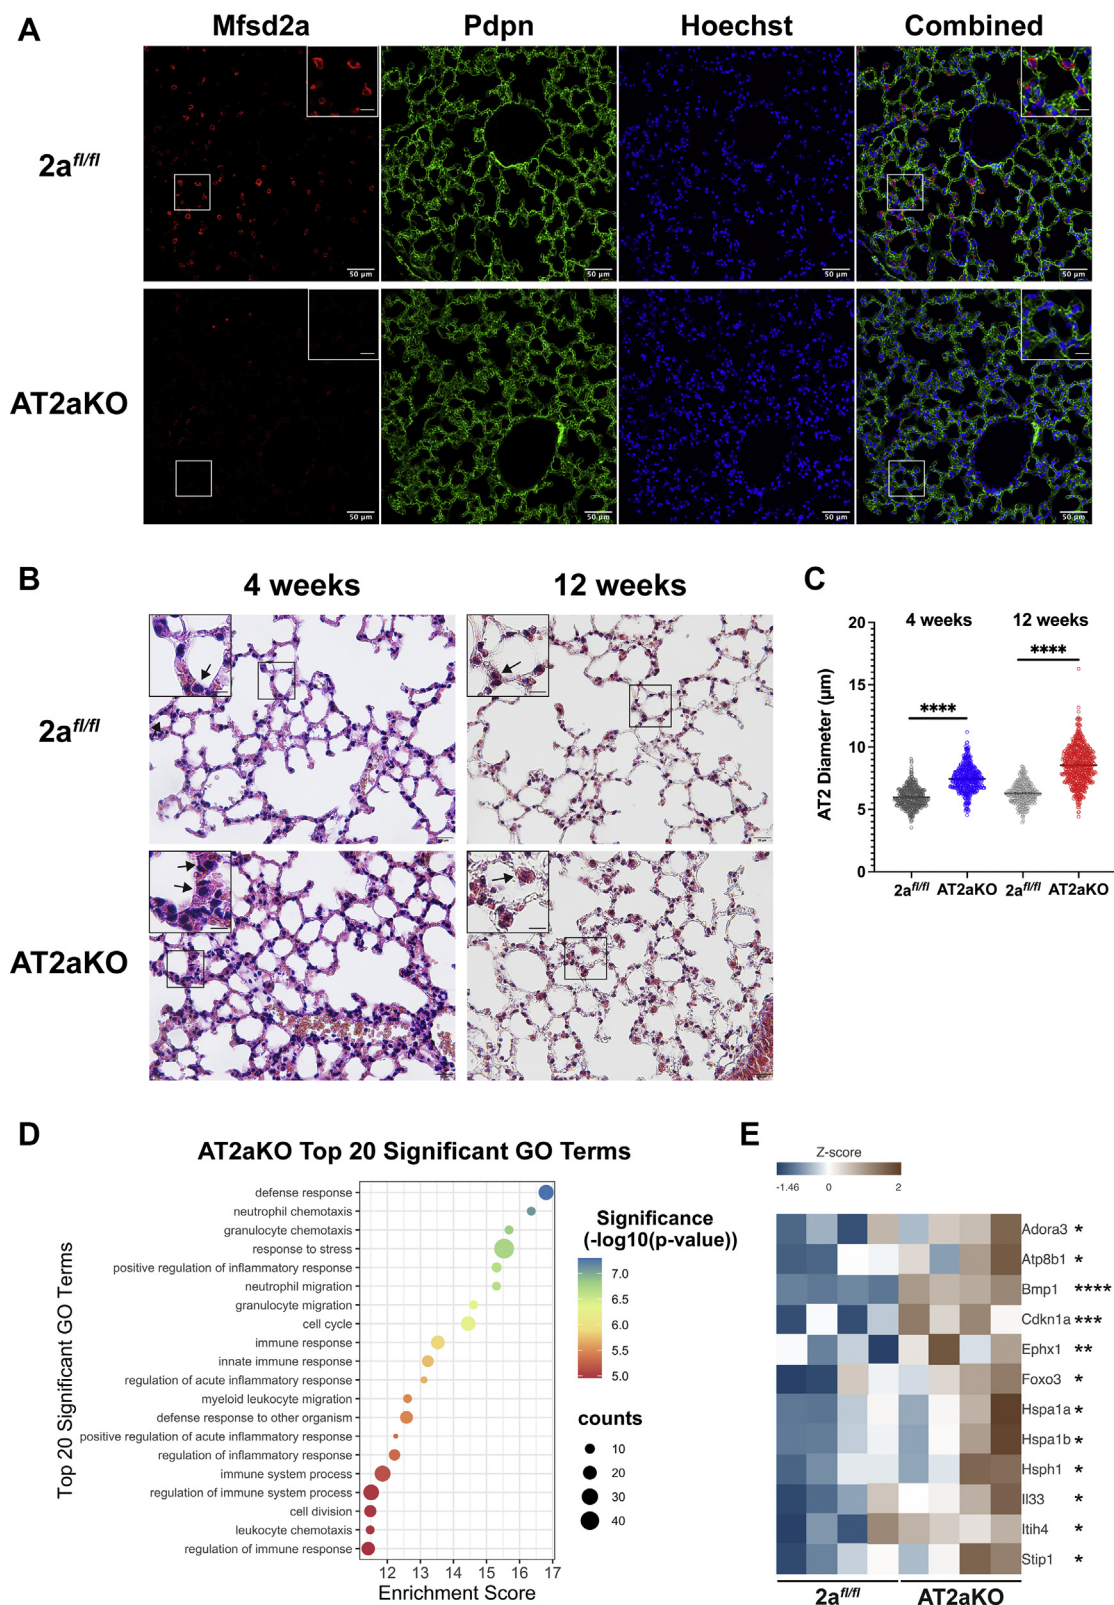 A
Mfsd2a Pdpn Hoechst Combined
2a^fl/fl
50 µm 50 µm 50 µm 50 µm
AT2aKO
50 µm 50 µm 50 µm 50 µm
B
4 weeks 12 weeks
2a^fl/fl
AT2aKO
C
4 weeks 12 weeks
**** ****
AT2 Diameter (µm)
20
15
10
5
0
2a^fl/fl AT2aKO 2a^fl/fl AT2aKO
D
AT2aKO Top 20 Significant GO Terms
Top 20 Significant GO Terms
defense response
neutrophil chemotaxis
granulocyte chemotaxis
response to stress
positive regulation of inflammatory response
neutrophil migration
granulocyte migration
cell cycle
immune response
innate immune response
regulation of acute inflammatory response
myeloid leukocyte migration
defense response to other organism
positive regulation of acute inflammatory response
regulation of inflammatory response
immune system process
regulation of immune system process
cell division
leukocyte chemotaxis
regulation of immune response
12 13 14 15 16 17
Enrichment Score
Significance
(-log10(p-value))
7.0
6.5
6.0
5.5
5.0
counts
10
20
30
40
E
Z-score
-1.46 0 2
Adora3 *
Atp8b1 *
Bmp1 ****
Cdkn1a ***
Ephx1 **
Foxo3 *
Hspa1a *
Hspa1b *
Hsph1 *
Il33 *
Itih4 *
Stip1 *
2a^fl/fl AT2aKO